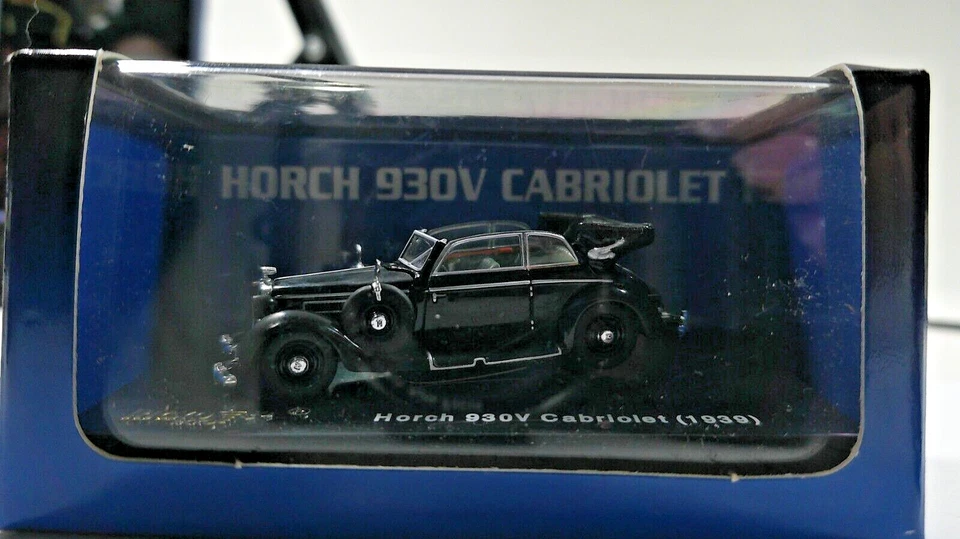 HORCH 930V CABRIOLET
Horch 930V Cabriolet (1939)